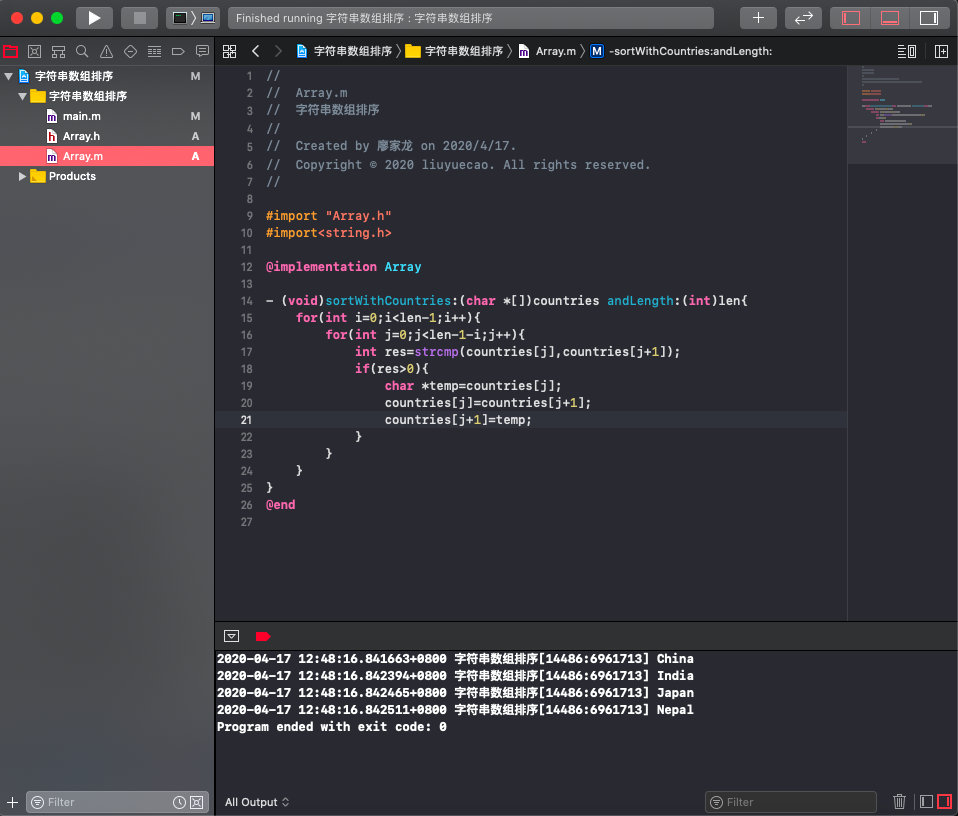 Finished running 字符串数组排序 : 字符串数组排序
字符串数组排序 〉 字符串数组排序 〉 Array.m 〉 M -sortWithCountries:andLength:
字符串数组排序 M
字符串数组排序
main.m M
Array.h A
Array.m A
Products
1 //
2 //  Array.m
3 //  字符串数组排序
4 //
5 //  Created by 廖家龙 on 2020/4/17.
6 //  Copyright © 2020 liuyuecao. All rights reserved.
7 //
8
9 #import "Array.h"
10 #import<string.h>
11
12 @implementation Array
13
14 - (void)sortWithCountries:(char *[])countries andLength:(int)len{
15     for(int i=0;i<len-1;i++){
16         for(int j=0;j<len-1-i;j++){
17             int res=strcmp(countries[j],countries[j+1]);
18             if(res>0){
19                 char *temp=countries[j];
20                 countries[j]=countries[j+1];
21                 countries[j+1]=temp;
22             }
23         }
24     }
25 }
26 @end
27
2020-04-17 12:48:16.841663+0800 字符串数组排序[14486:6961713] China
2020-04-17 12:48:16.842394+0800 字符串数组排序[14486:6961713] India
2020-04-17 12:48:16.842465+0800 字符串数组排序[14486:6961713] Japan
2020-04-17 12:48:16.842511+0800 字符串数组排序[14486:6961713] Nepal
Program ended with exit code: 0
Filter
All Output
Filter